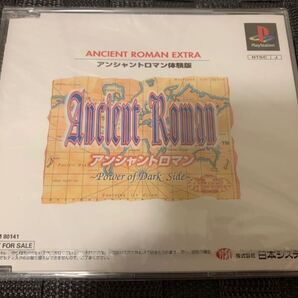 ANCIENT ROMAN EXTRA
アンシャントロマン体験版
PlayStation
NTSC J
Ancient Roman
アンシャントロマン
~Power of Dark Side~
80141
FOR SALE
株式会社 日本システ